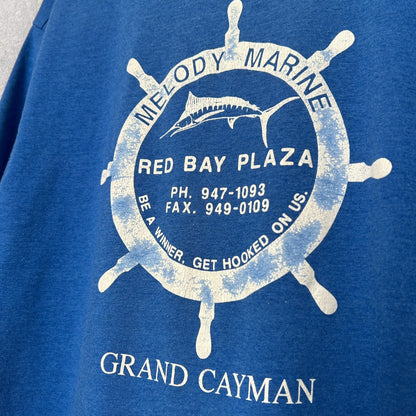 MELODY MARINE
RED BAY PLAZA
PH. 947-1093
FAX. 949-0109
BE A WINNER. GET HOOKED ON US.
GRAND CAYMAN